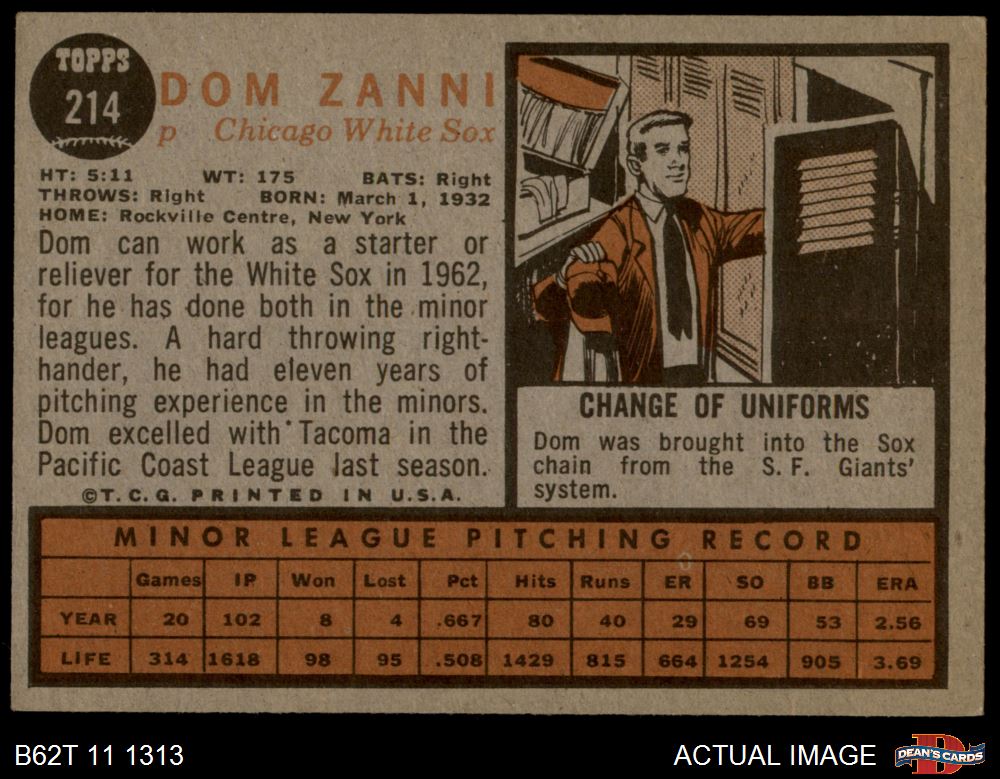 TOPPS
214
DOM ZANNI
p Chicago White Sox
HT: 5:11 WT: 175 BATS: Right
THROWS: Right BORN: March 1, 1932
HOME: Rockville Centre, New York
Dom can work as a starter or
reliever for the White Sox in 1962,
for he has done both in the minor
leagues. A hard throwing right-
hander, he had eleven years of
pitching experience in the minors.
Dom excelled with Tacoma in the
Pacific Coast League last season.
©T.C.G. PRINTED IN U.S.A.
CHANGE OF UNIFORMS
Dom was brought into the Sox
chain from the S. F. Giants'
system.
MINOR LEAGUE PITCHING RECORD
Games IP Won Lost Pct Hits Runs ER SO BB ERA
YEAR 20 102 8 4 .667 80 40 29 69 53 2.56
LIFE 314 1618 98 95 .508 1429 815 664 1254 905 3.69
B62T 11 1313 ACTUAL IMAGE DEAN'S CARDS